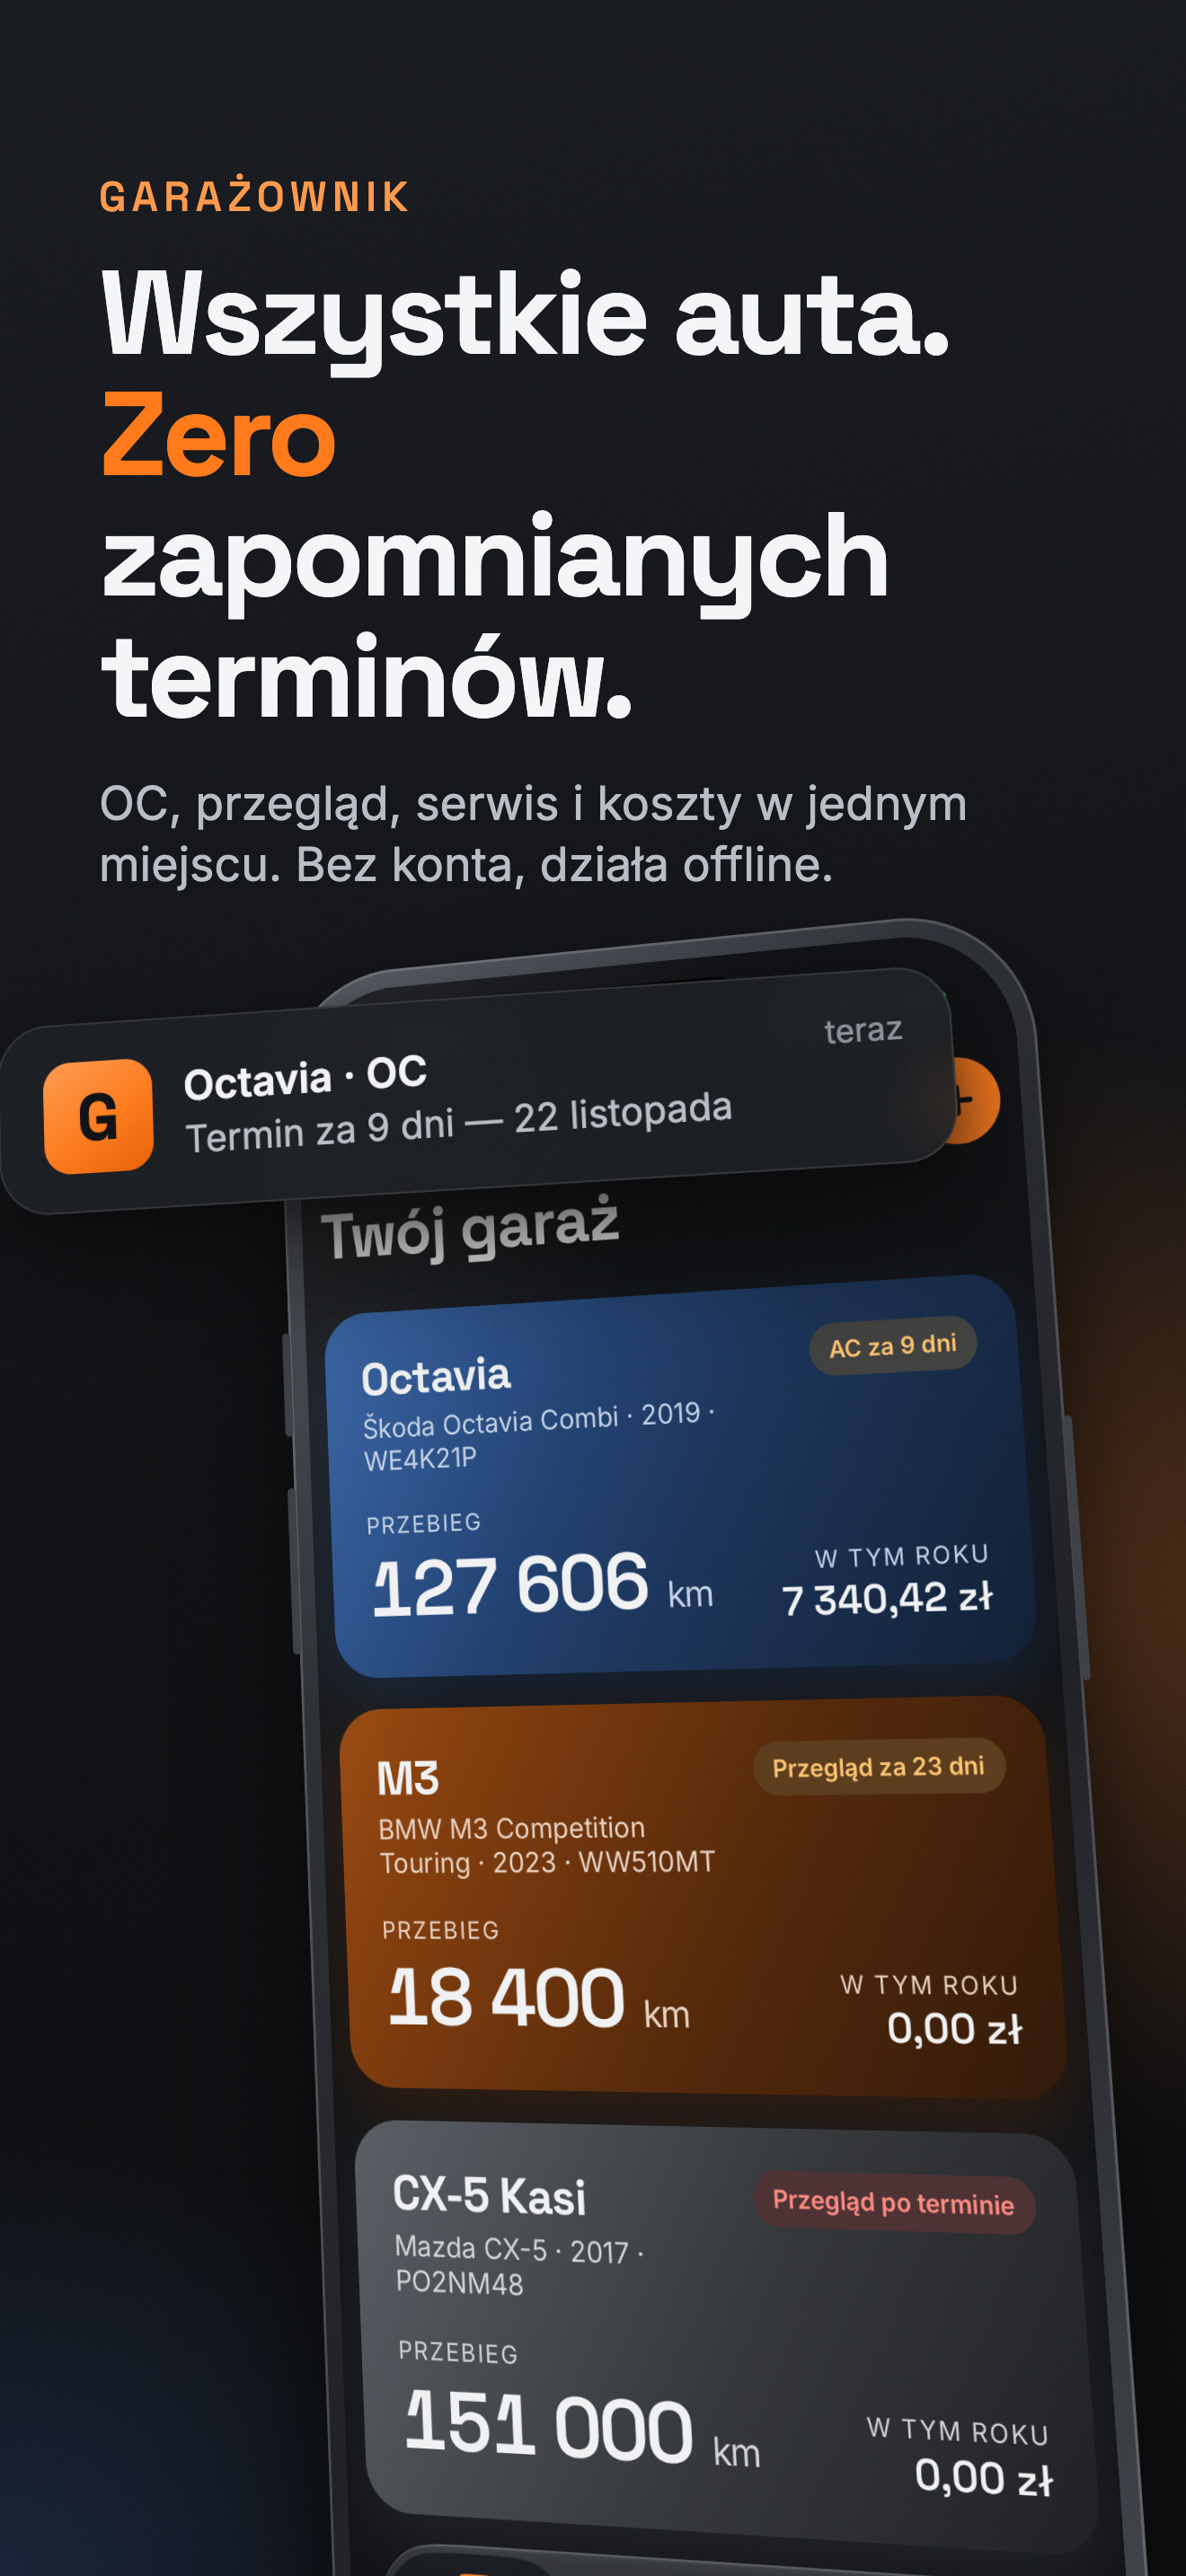 GARAŻOWNIK
Wszystkie auta.
Zero
zapomnianych
terminów.
OC, przegląd, serwis i koszty w jednym
miejscu. Bez konta, działa offline.
teraz
G
Octavia · OC
Termin za 9 dni — 22 listopada
Twój garaż
Octavia
AC za 9 dni
Škoda Octavia Combi · 2019 ·
WE4K21P
PRZEBIEG
127 606 km
W TYM ROKU
7 340,42 zł
M3
Przegląd za 23 dni
BMW M3 Competition
Touring · 2023 · WW510MT
PRZEBIEG
18 400 km
W TYM ROKU
0,00 zł
CX-5 Kasi
Przegląd po terminie
Mazda CX-5 · 2017 ·
PO2NM48
PRZEBIEG
151 000 km
W TYM ROKU
0,00 zł